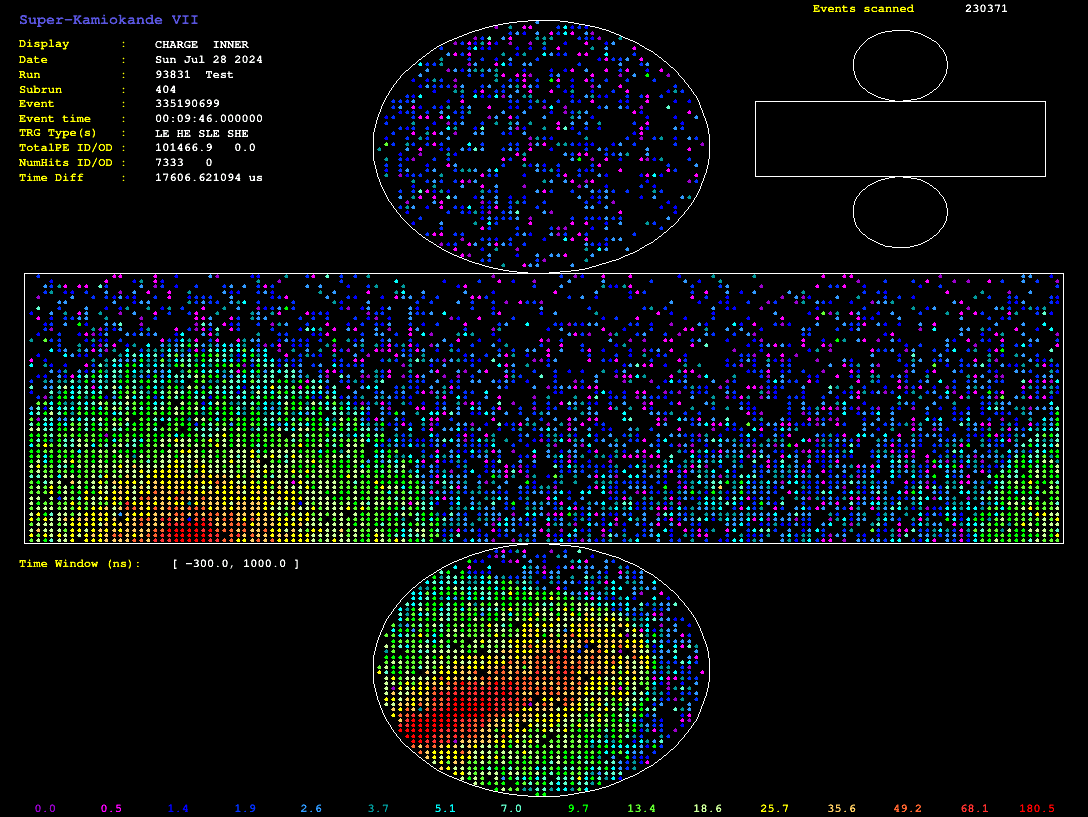 Super-Kamiokande VII
Events scanned 230371
Display : CHARGE INNER
Date : Sun Jul 28 2024
Run : 93831 Test
Subrun : 404
Event : 335190699
Event time : 00:09:46.000000
TRG Type(s) : LE HE SLE SHE
TotalPE ID/OD : 101466.9 0.0
NumHits ID/OD : 7333 0
Time Diff : 17606.621094 us
Time Window (ns): [ -300.0, 1000.0 ]
0.0 0.5 1.4 1.9 2.6 3.7 5.1 7.0 9.7 13.4 18.6 25.7 35.6 49.2 68.1 180.5